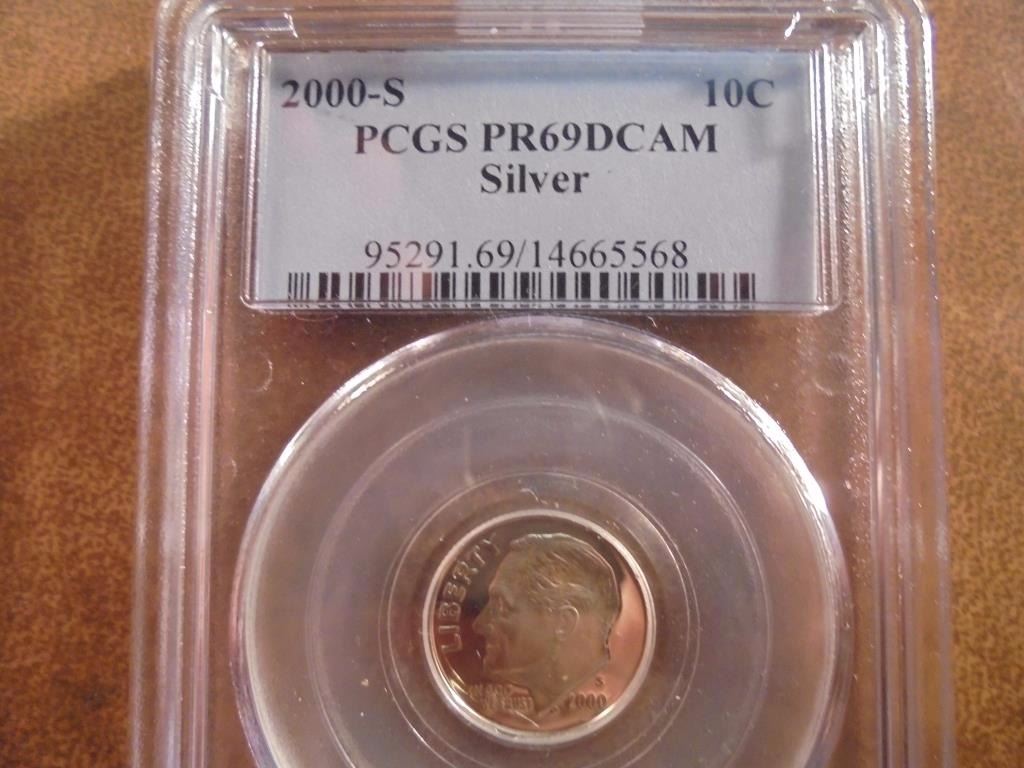 2000-S 10C
PCGS PR69DCAM
Silver
95291.69/14665568
LIBERTY
S
2000